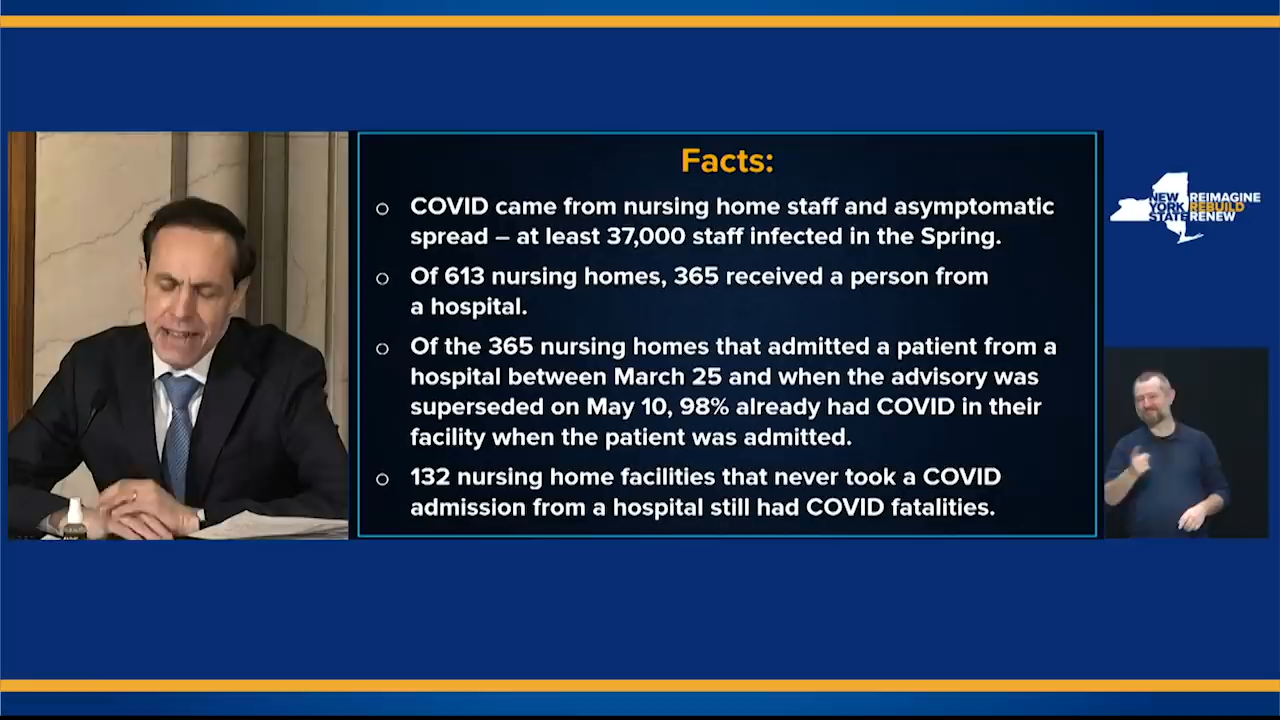 Facts:
○ COVID came from nursing home staff and asymptomatic
spread – at least 37,000 staff infected in the Spring.
○ Of 613 nursing homes, 365 received a person from
a hospital.
○ Of the 365 nursing homes that admitted a patient from a
hospital between March 25 and when the advisory was
superseded on May 10, 98% already had COVID in their
facility when the patient was admitted.
○ 132 nursing home facilities that never took a COVID
admission from a hospital still had COVID fatalities.
NEW
YORK
STATE
REIMAGINE
REBUILD
RENEW